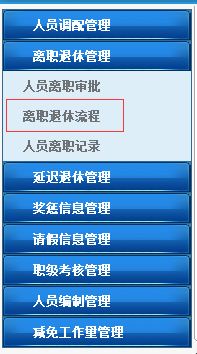 人员调配管理
离职退休管理
人员离职审批
离职退休流程
人员离职记录
延迟退休管理
奖惩信息管理
请假信息管理
职级考核管理
人员编制管理
减免工作量管理